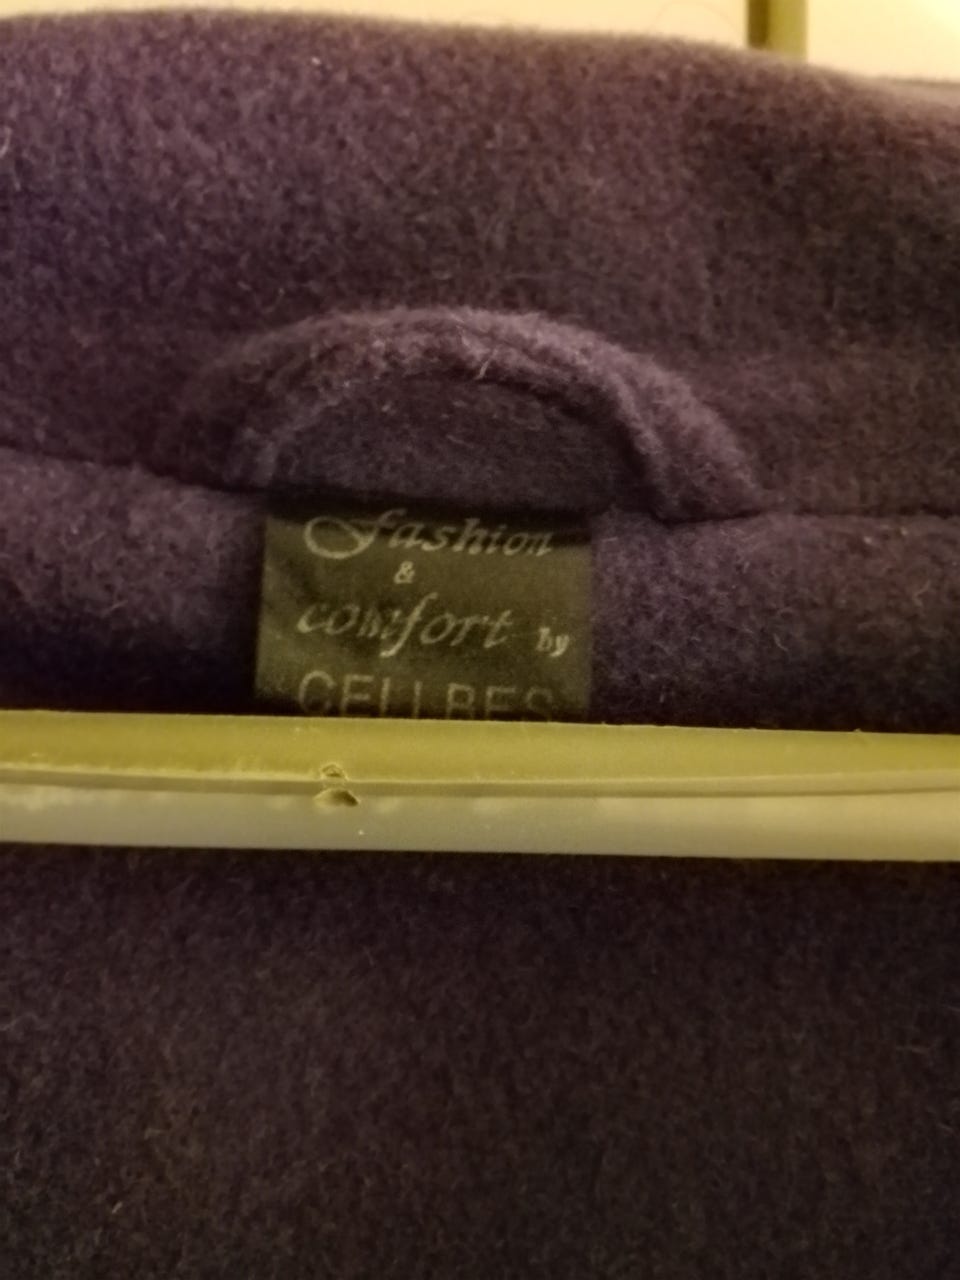 Fashion
&
comfort by
CELLBES